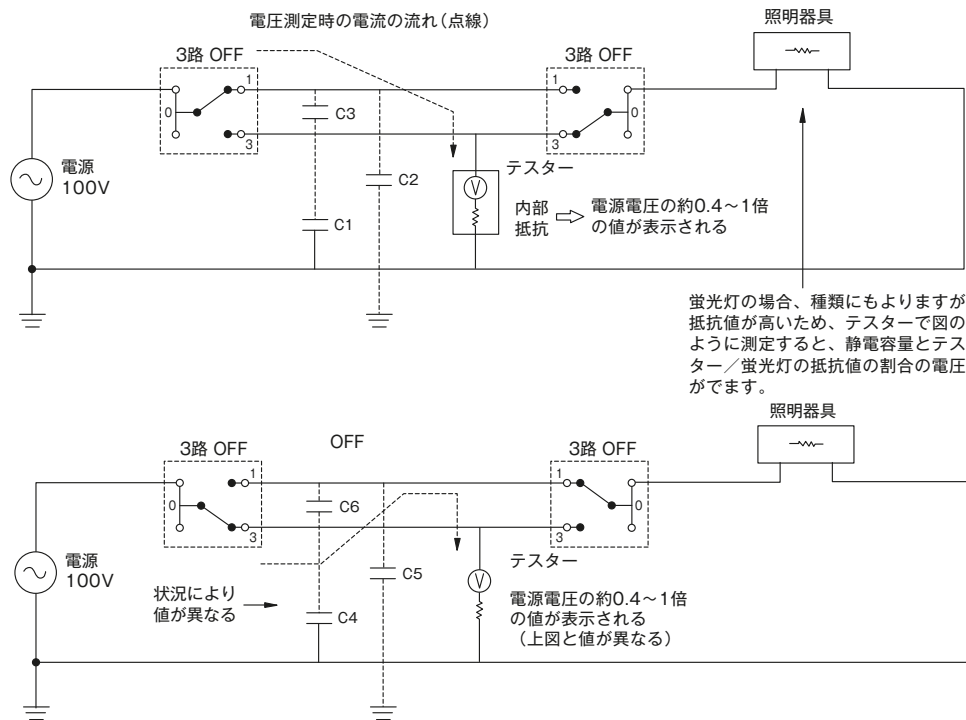 電圧測定時の電流の流れ（点線）
照明器具
3路 OFF
3路 OFF
1
0
3
C3
C2
C1
1
3
0
電源
100V
テスター
V
内部
抵抗
電源電圧の約0.4～1倍
の値が表示される
蛍光灯の場合、種類にもよりますが
抵抗値が高いため、テスターで図の
ように測定すると、静電容量とテス
ター／蛍光灯の抵抗値の割合の電圧
がでます。
照明器具
3路 OFF
OFF
3路 OFF
1
0
3
C6
C5
C4
1
3
0
電源
100V
状況により
値が異なる
テスター
V
電源電圧の約0.4～1倍
の値が表示される
（上図と値が異なる）